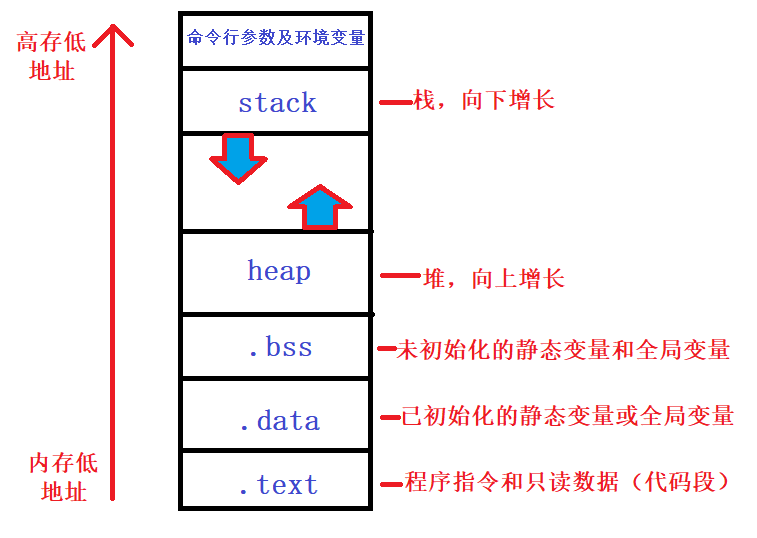 高存低
地址
命令行参数及环境变量
stack
栈，向下增长
heap
堆，向上增长
.bss
未初始化的静态变量和全局变量
.data
已初始化的静态变量或全局变量
内存低
地址
.text
程序指令和只读数据（代码段）